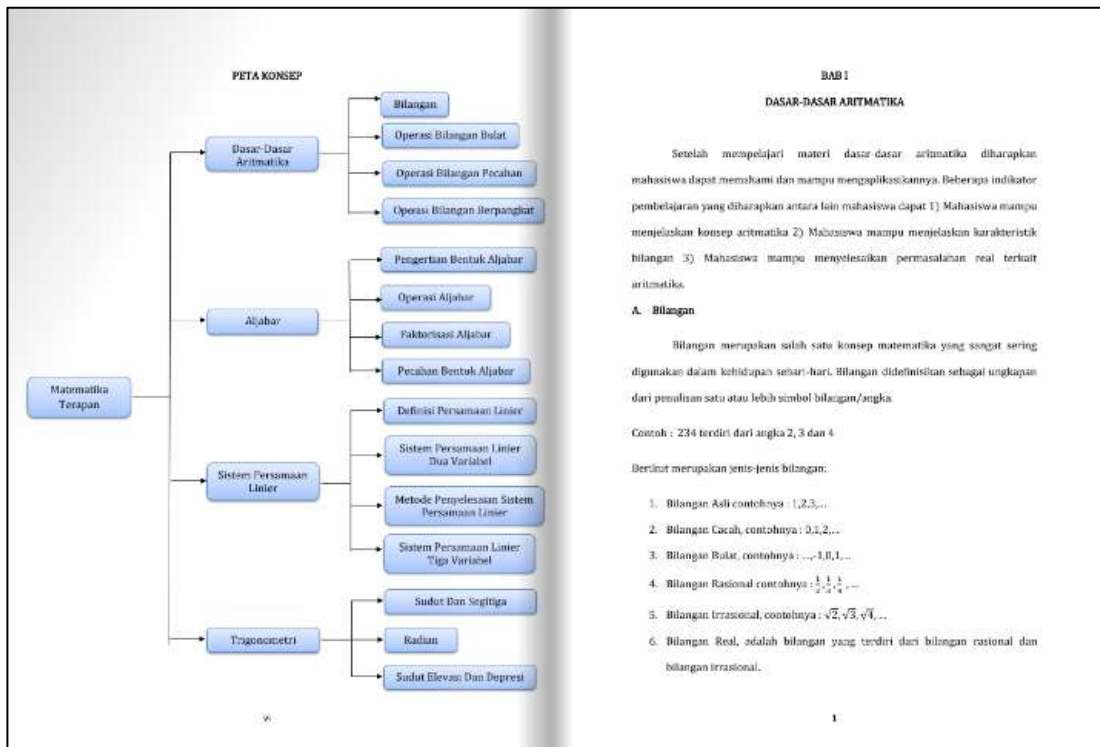 PETA KONSEP
Matematika
Terapan
Dasar-Dasar
Aritmatika
Bilangan
Operasi Bilangan Bulat
Operasi Bilangan Pecahan
Operasi Bilangan Berpangkat
Aljabar
Pengertian Bentuk Aljabar
Operasi Aljabar
Faktorisasi Aljabar
Pecahan Bentuk Aljabar
Sistem Persamaan
Linier
Definisi Persamaan Linier
Sistem Persamaan Linier
Dua Variabel
Metode Penyelesaian Sistem
Persamaan Linier
Sistem Persamaan Linier
Tiga Variabel
Trigonometri
Sudut Dan Segitiga
Radian
Sudut Elevasi Dan Depresi
vi
BAB I
DASAR-DASAR ARITMATIKA
Setelah mempelajari materi dasar-dasar aritmatika diharapkan
mahasiswa dapat memahami dan mampu mengaplikasikannya. Beberapa indikator
pembelajaran yang diharapkan antara lain mahasiswa dapat 1) Mahasiswa mampu
menjelaskan konsep aritmatika 2) Mahasiswa mampu menjelaskan karakteristik
bilangan 3) Mahasiswa mampu menyelesaikan permasalahan real terkait
aritmatika.
A. Bilangan
Bilangan merupakan salah satu konsep matematika yang sangat sering
digunakan dalam kehidupan sehari-hari. Bilangan didefinisikan sebagai ungkapan
dari penulisan satu atau lebih simbol bilangan/angka.
Contoh : 234 terdiri dari angka 2, 3 dan 4
Berikut merupakan jenis-jenis bilangan:
1. Bilangan Asli contohnya : 1,2,3,...
2. Bilangan Cacah, contohnya : 0,1,2,...
3. Bilangan Bulat, contohnya : ...,-1,0,1,...
4. Bilangan Rasional contohnya : 1/2, 1/3, 1/4, ...
5. Bilangan Irrasional, contohnya : √2, √3, √4, ...
6. Bilangan Real, adalah bilangan yang terdiri dari bilangan rasional dan
bilangan irrasional.
1